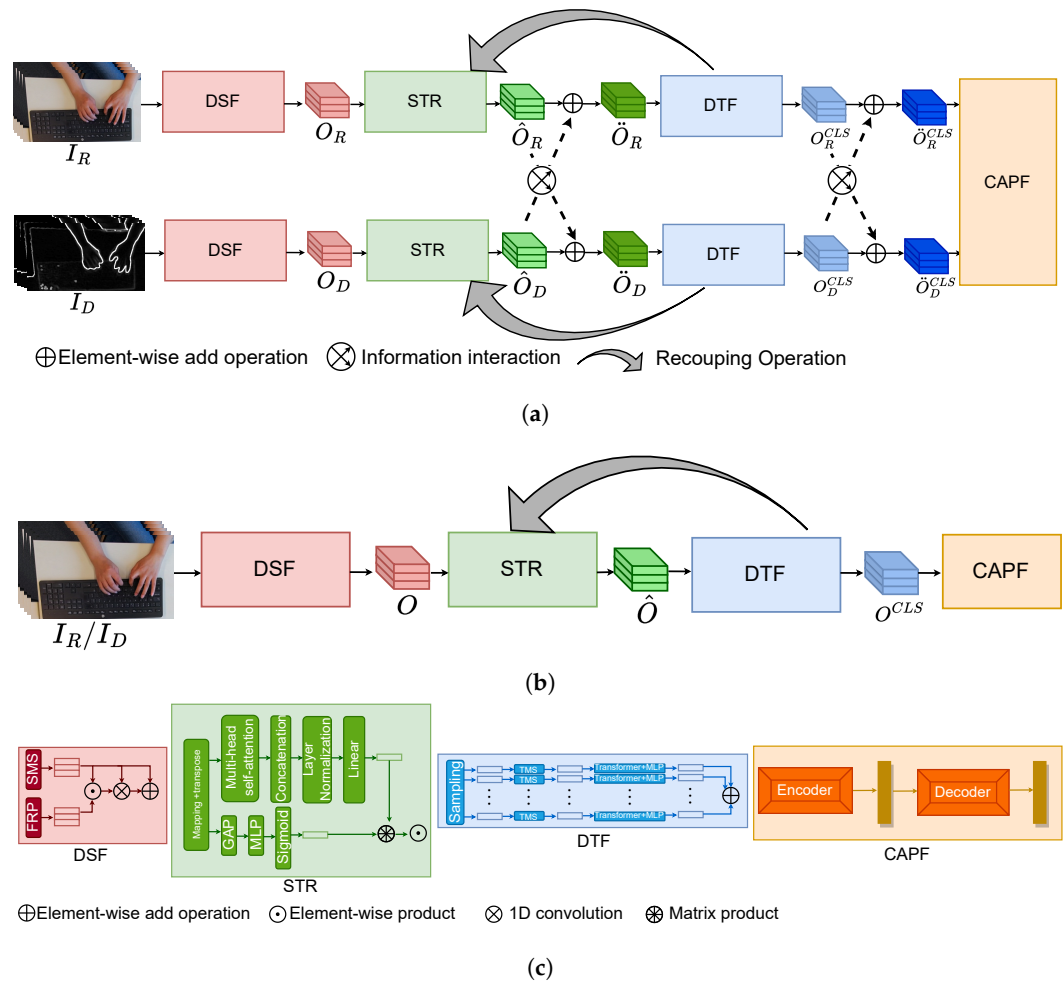 DSF
O_R
STR
Ô_R
Ö_R
DTF
O_R^{CLS}
Ö_R^{CLS}
I_R
CAPF
DSF
O_D
STR
Ô_D
Ö_D
DTF
O_D^{CLS}
Ö_D^{CLS}
I_D
⊕Element-wise add operation Information interaction Recouping Operation
(a)
DSF
O
STR
Ô
DTF
O^{CLS}
CAPF
I_R/I_D
(b)
SMS
FRP
DSF
Mapping +transpose
Multi-head
self-attention
Concatenation
Layer
Normalization
Linear
GAP
MLP
Sigmoid
STR
Sampling
TMS
Transformer+MLP
TMS
Transformer+MLP
TMS
Transformer+MLP
DTF
Encoder
Decoder
CAPF
⊕Element-wise add operation ⊙Element-wise product ⊗ 1D convolution Matrix product
(c)